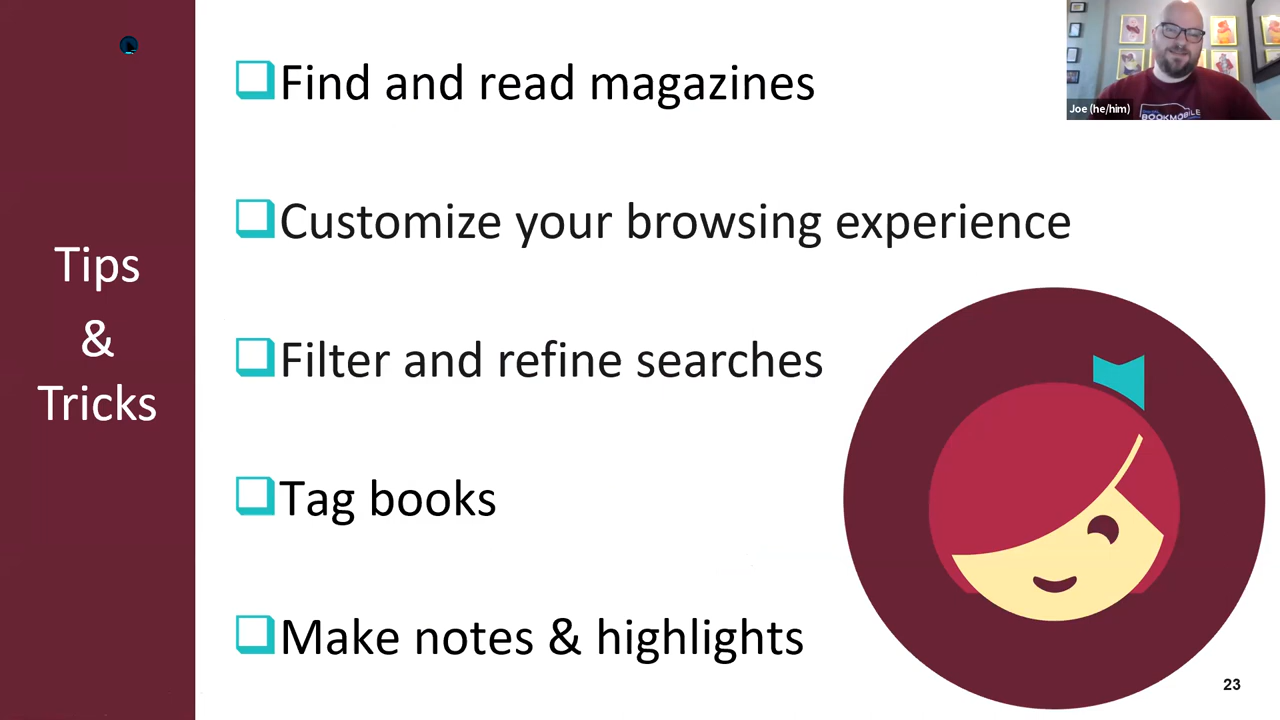 Find and read magazines
Joe (he/him)
BOOKMOBILE
Customize your browsing experience
Tips
&
Tricks
Filter and refine searches
Tag books
Make notes & highlights
23